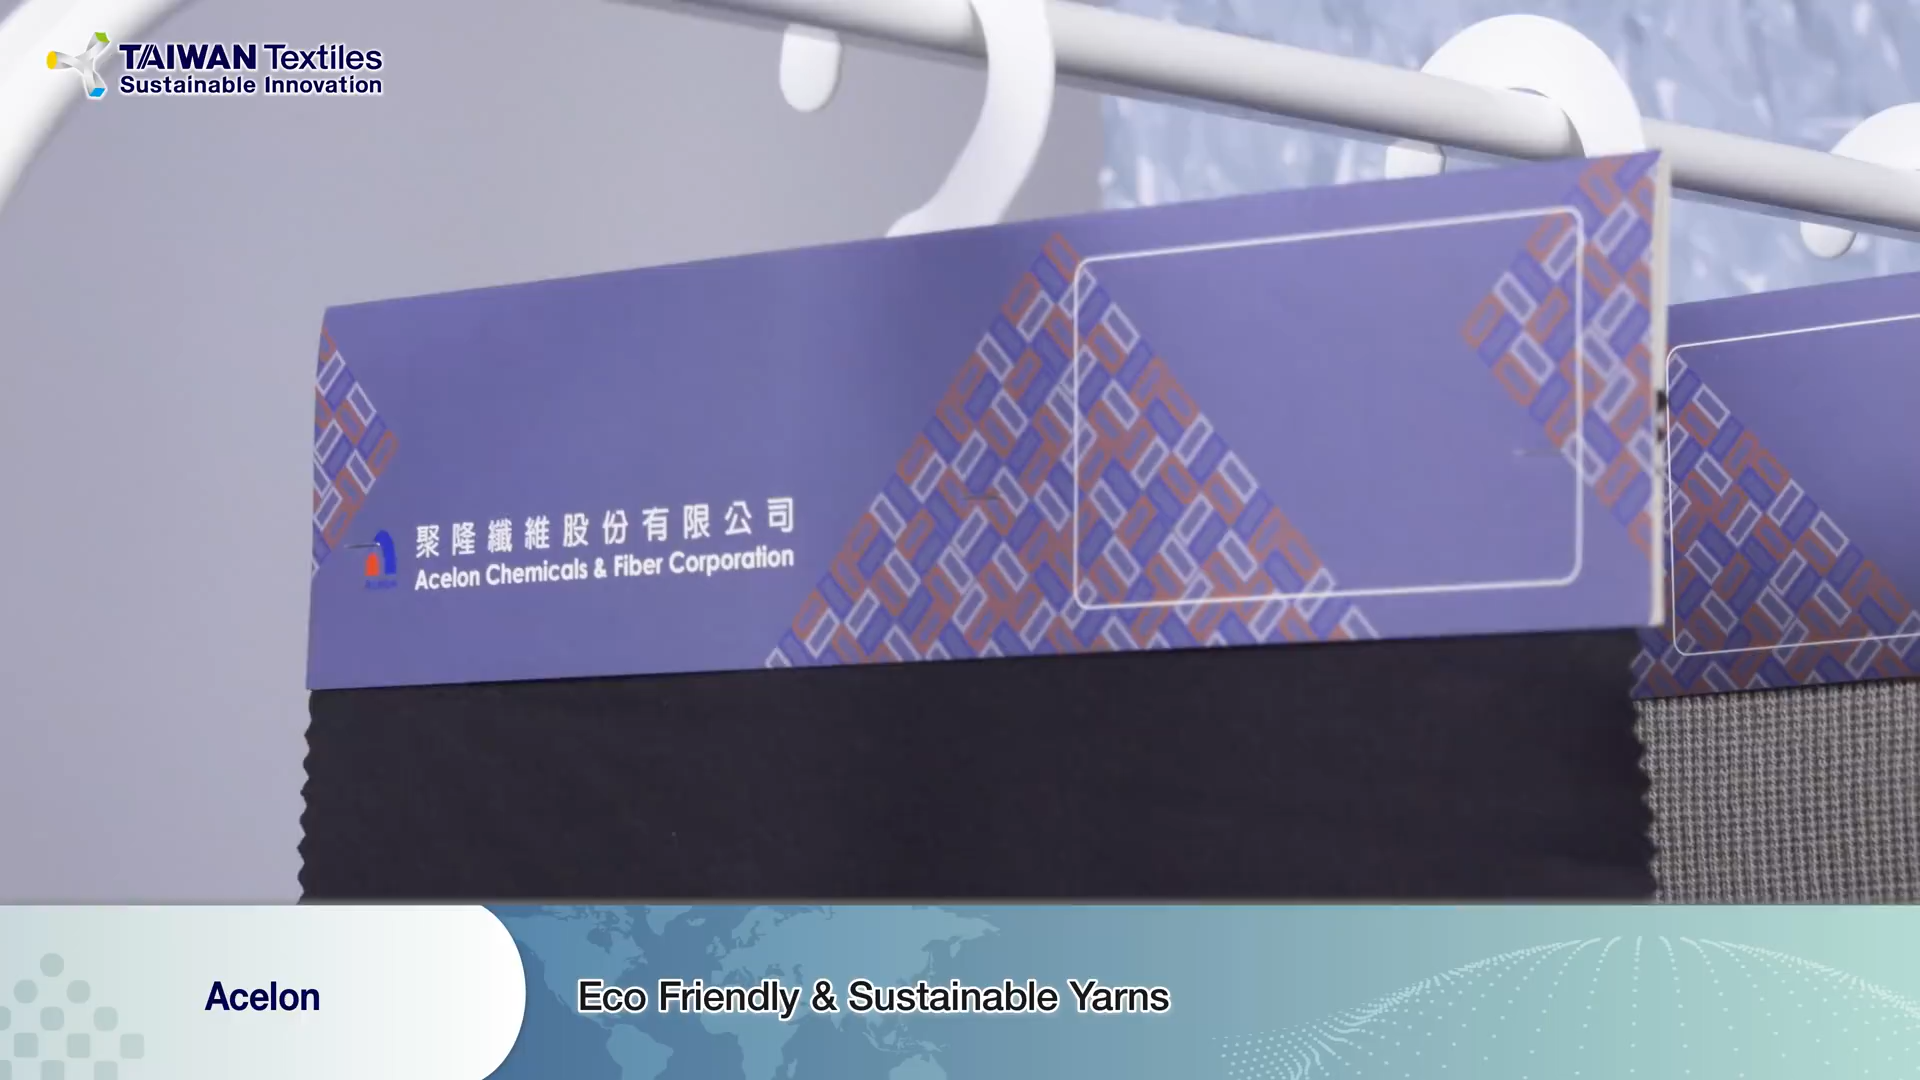 TAIWAN Textiles
Sustainable Innovation
聚隆纖維股份有限公司
Acelon Chemicals & Fiber Corporation
Acelon
Eco Friendly & Sustainable Yarns